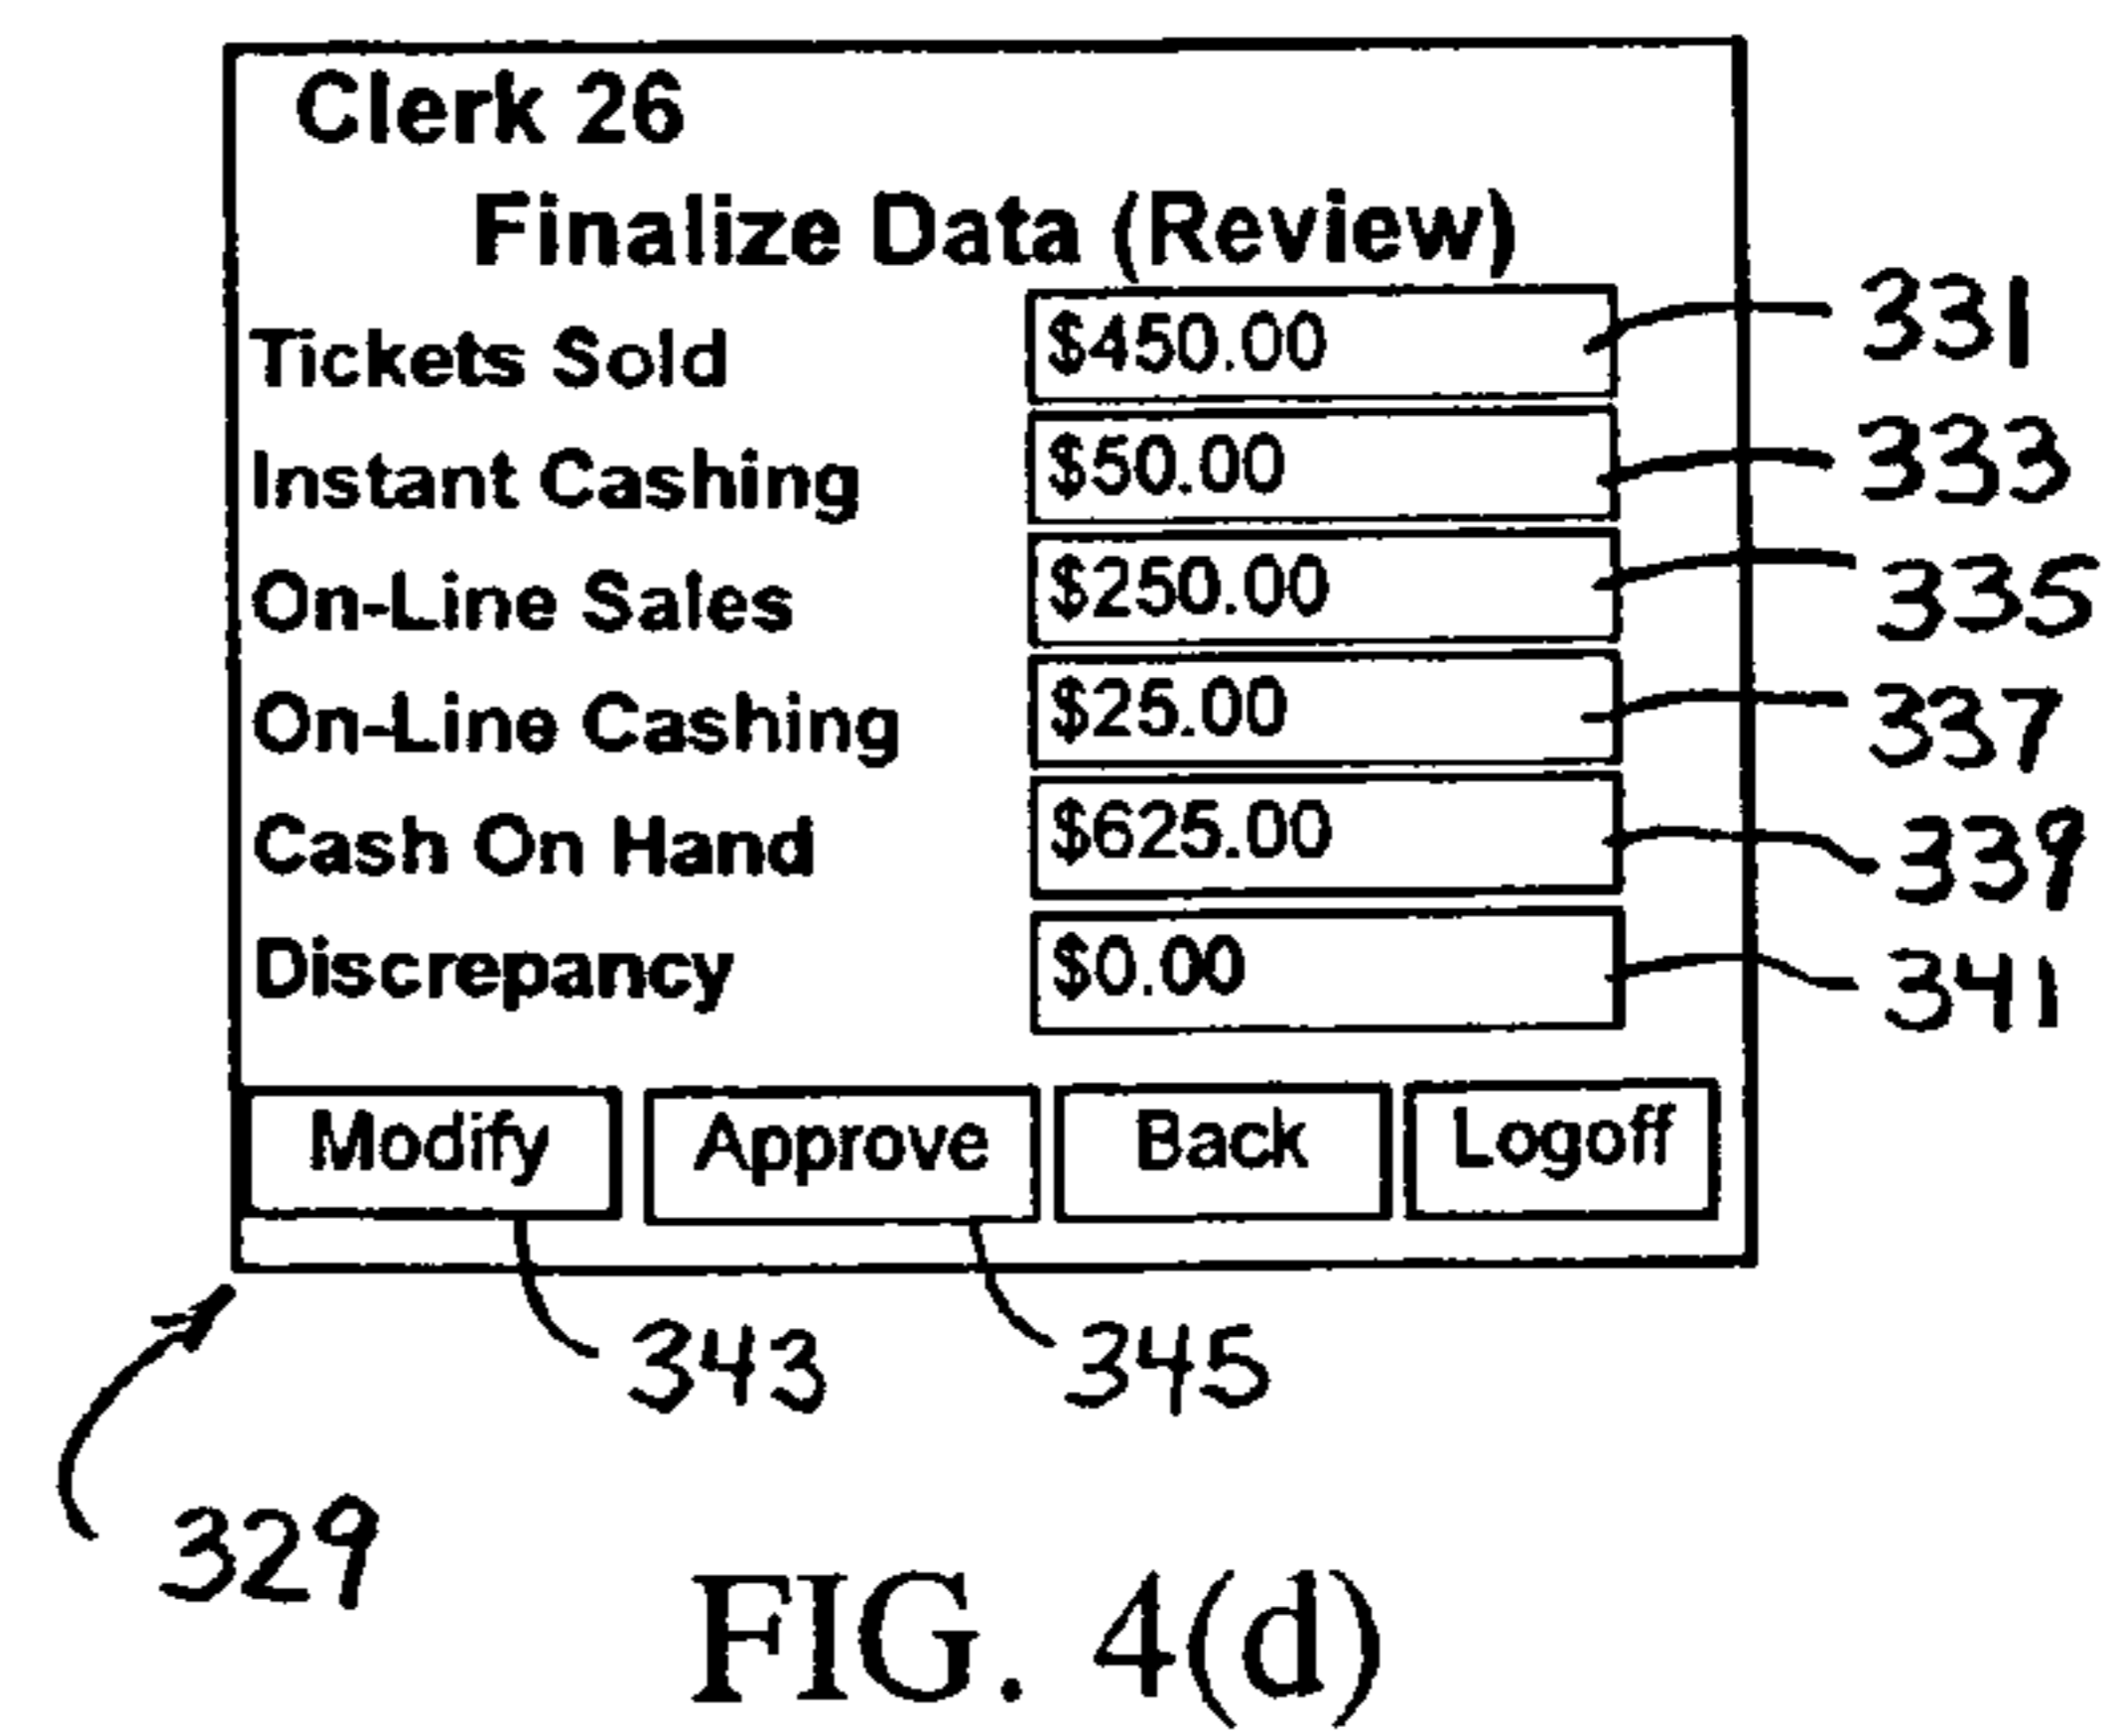 Clerk 26
Finalize Data (Review)
Tickets Sold $450.00 331
Instant Cashing $50.00 333
On-Line Sales $250.00 335
On-Line Cashing $25.00 337
Cash On Hand $625.00 339
Discrepancy $0.00 341
Modify Approve Back Logoff
343 345
329
FIG. 4(d)